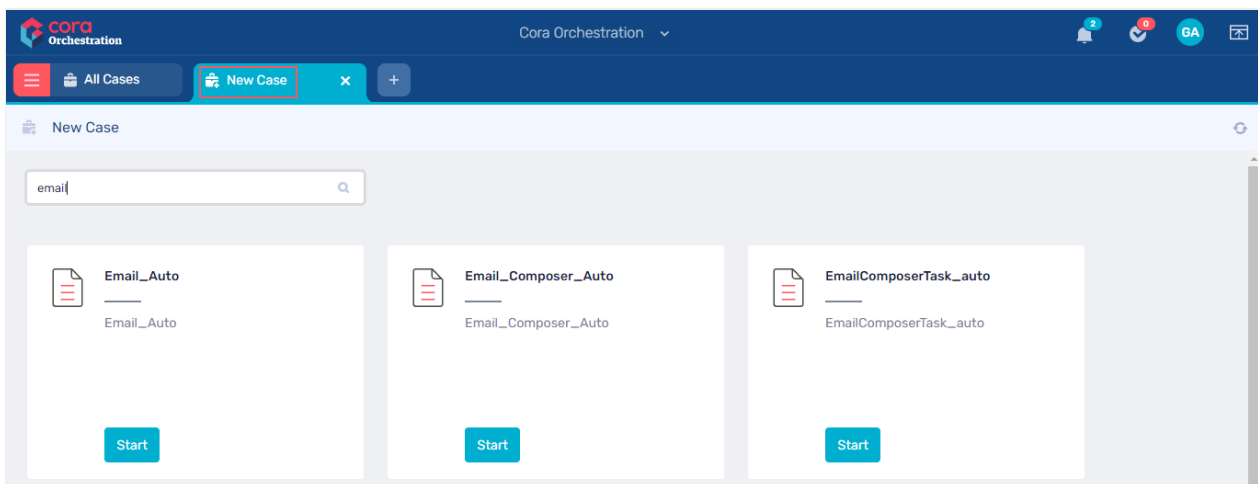 cora
Orchestration
Cora Orchestration
2
0
GA
All Cases
New Case
New Case
email
Email_Auto
Email_Auto
Start
Email_Composer_Auto
Email_Composer_Auto
Start
EmailComposerTask_auto
EmailComposerTask_auto
Start